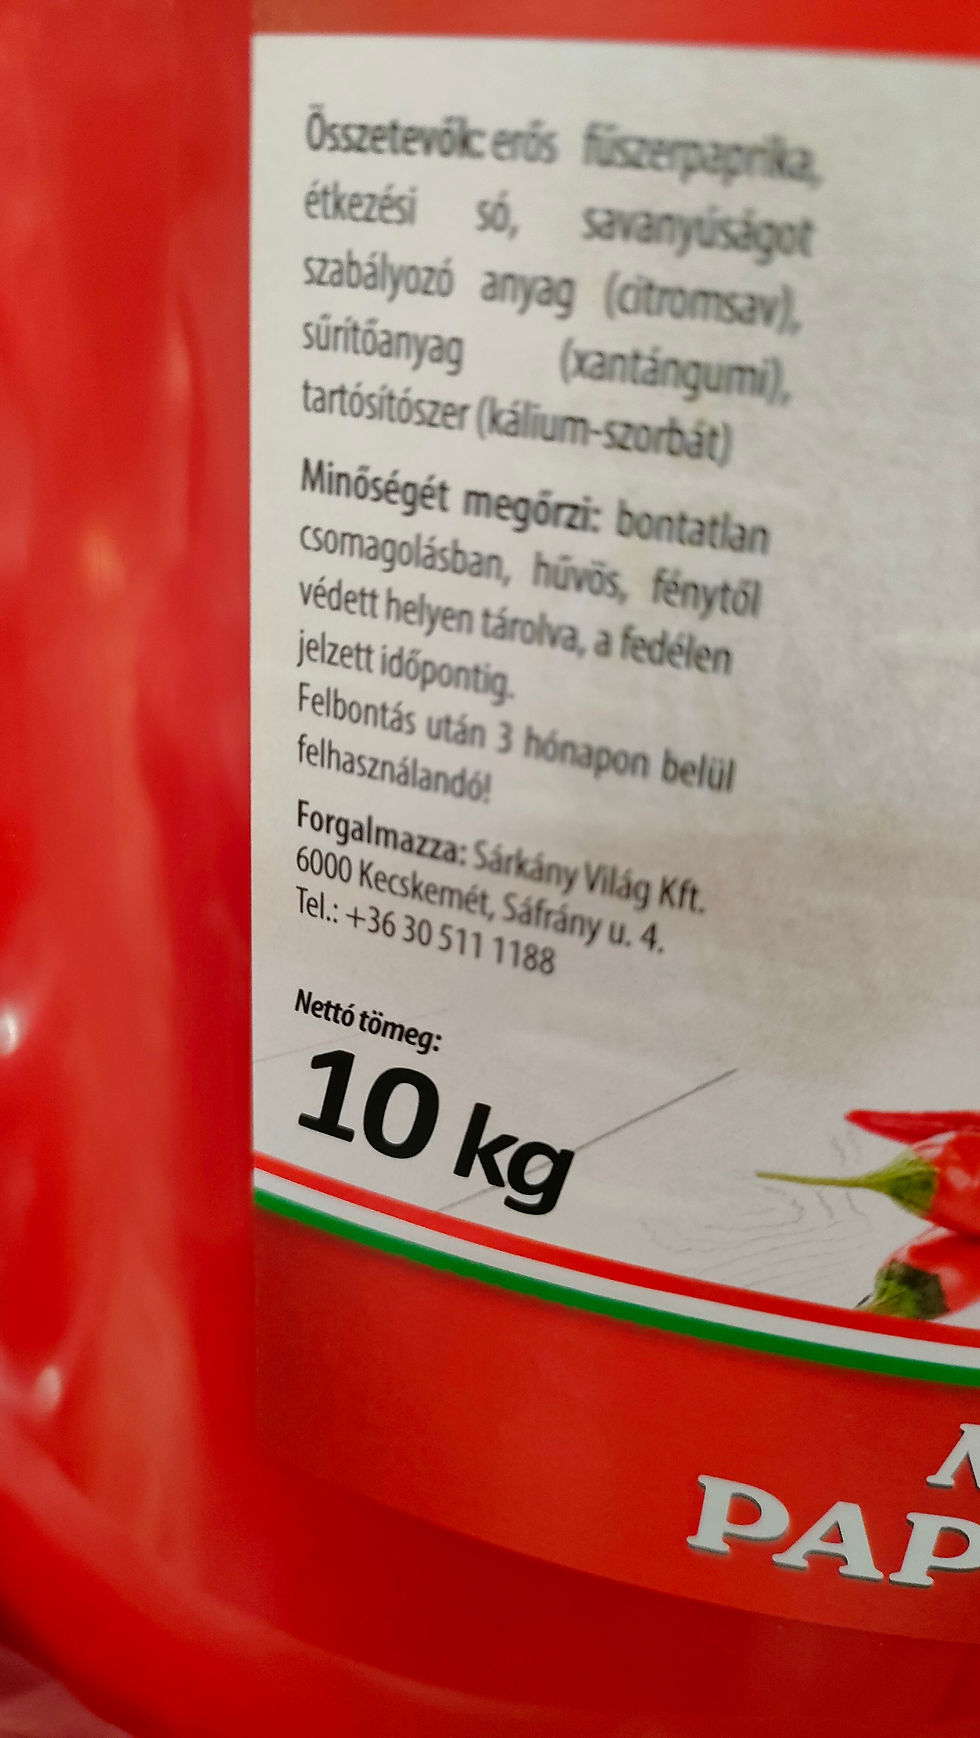 Összetevők: erős fűszerpaprika,
étkezési só, savanyúságot
szabályozó anyag (citromsav),
sűrítőanyag (xantángumi),
tartósítószer (kálium-szorbát)
Minőségét megőrzi: bontatlan
csomagolásban, hűvös, fénytől
védett helyen tárolva, a fedélen
jelzett időpontig.
Felbontás után 3 hónapon belül
felhasználandó!
Forgalmazza: Sárkány Világ Kft.
6000 Kecskemét, Sáfrány u. 4.
Tel.: +36 30 511 1188
Nettó tömeg:
10 kg
PAP